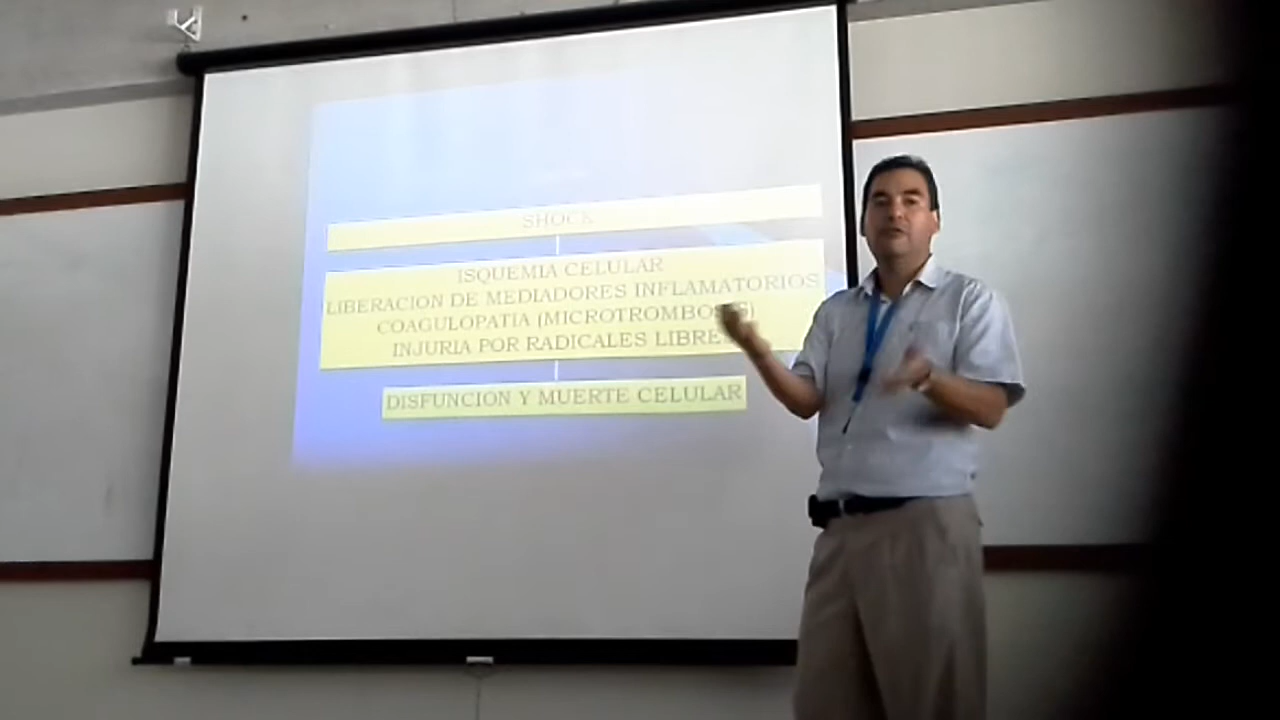 SHOCK
ISQUEMIA CELULAR
LIBERACION DE MEDIADORES INFLAMATORIOS
COAGULOPATIA (MICROTROMBOSIS)
INJURIA POR RADICALES LIBRES
DISFUNCION Y MUERTE CELULAR